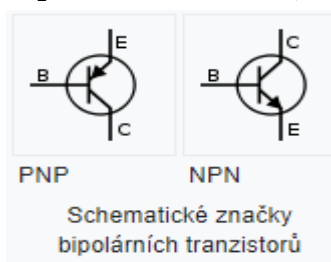 E
C
B
B
C
E
PNP
NPN
Schematické značky
bipolárních tranzistorů